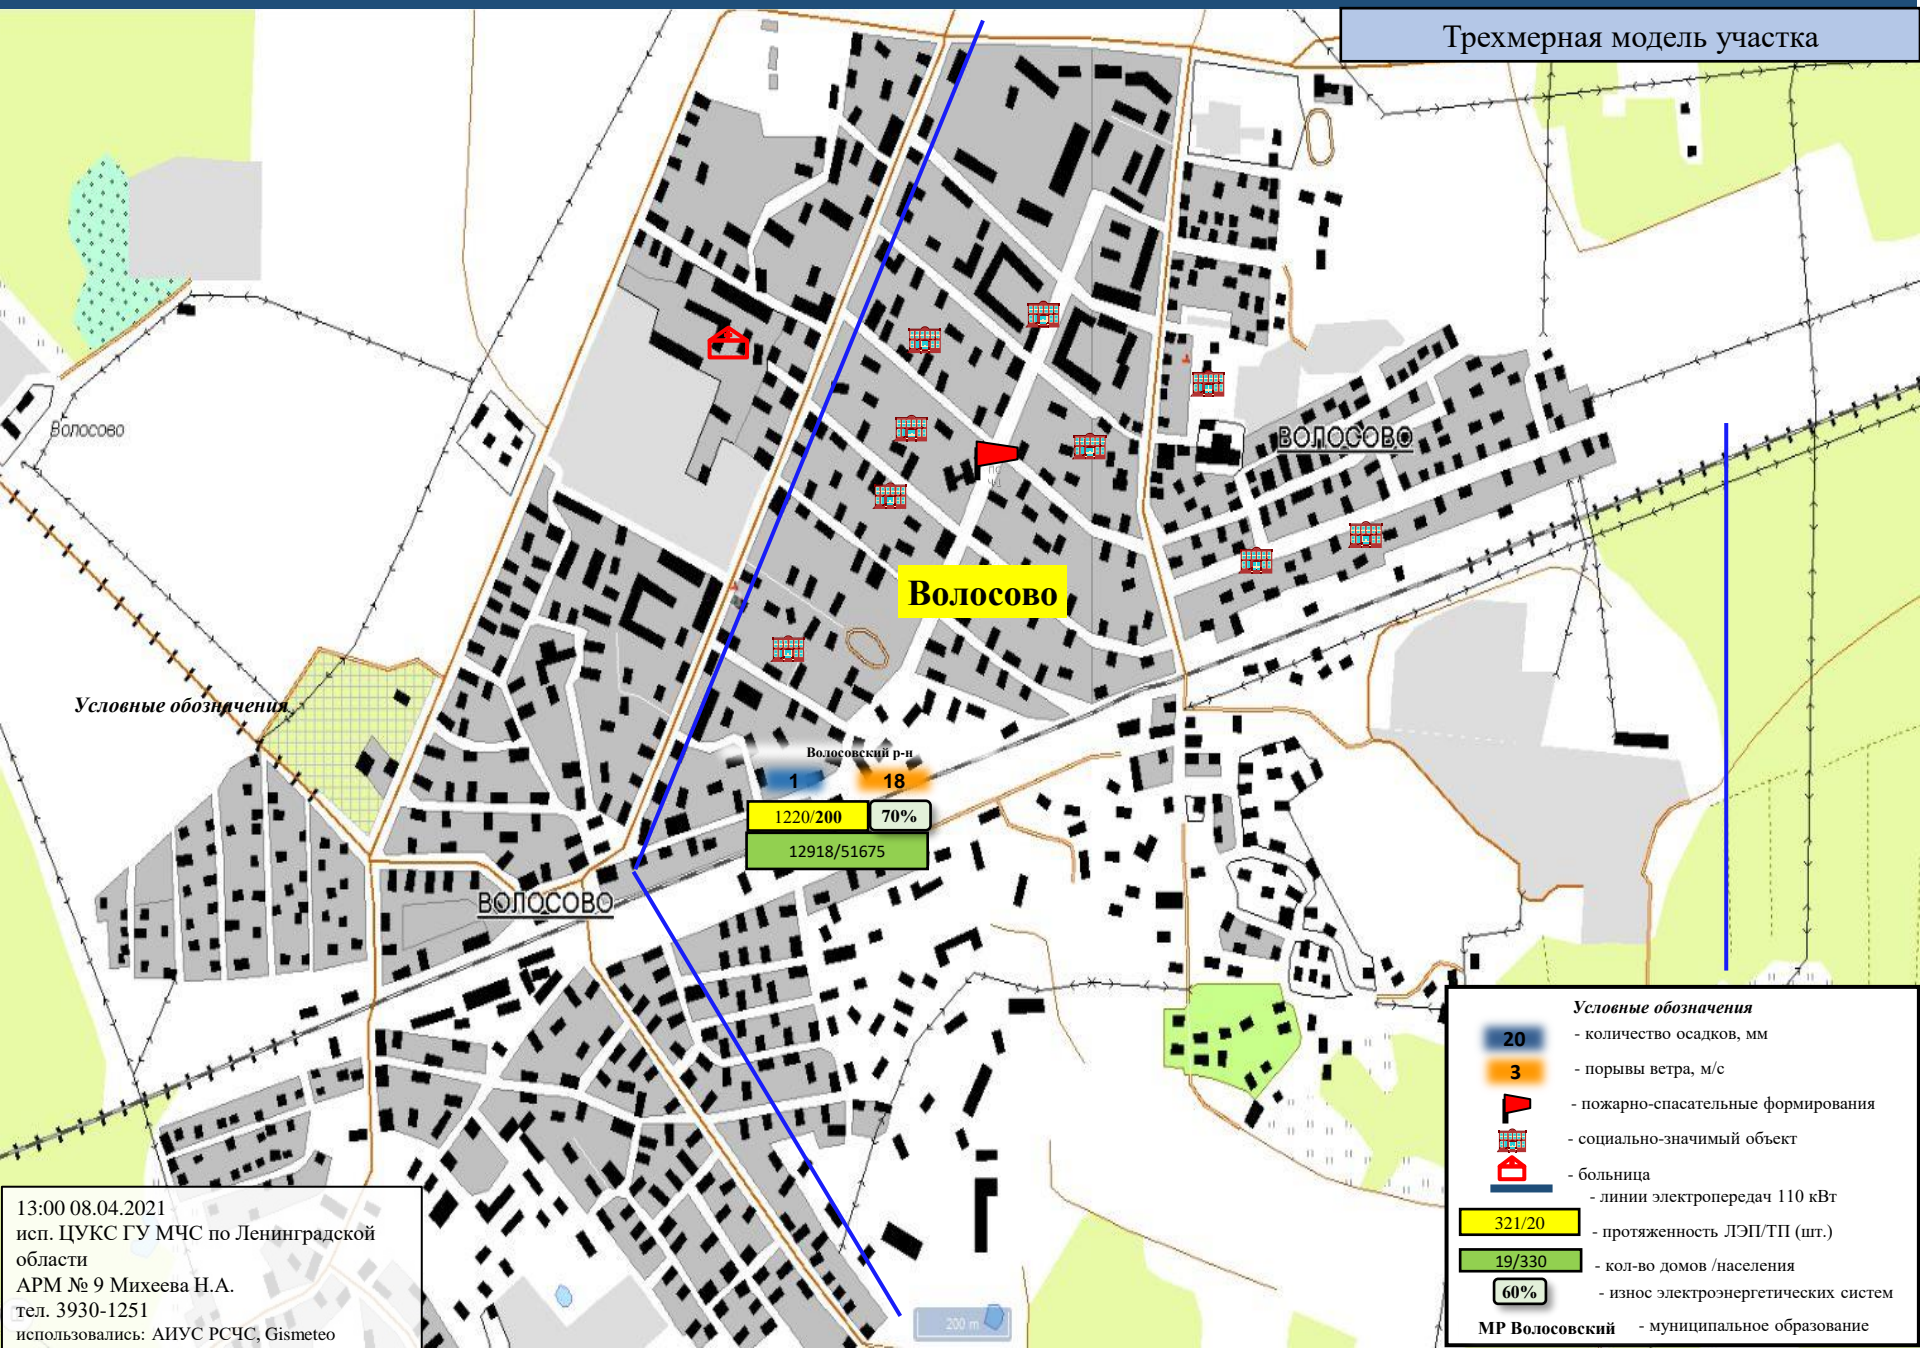 Трехмерная модель участка
Волосово
ВОЛОСОВО
Волосово
Условные обозначения
Волосовский р-н
1
18
1220/200
70%
12918/51675
ВОЛОСОВО
200 m
13:00 08.04.2021
исп. ЦУКС ГУ МЧС по Ленинградской
области
АРМ № 9 Михеева Н.А.
тел. 3930-1251
использовались: АИУС РСЧС, Gismeteo
Условные обозначения
20 - количество осадков, мм
3 - порывы ветра, м/с
- пожарно-спасательные формирования
- социально-значимый объект
- больница
- линии электропередач 110 кВт
321/20 - протяженность ЛЭП/ТП (шт.)
19/330 - кол-во домов /населения
60% - износ электроэнергетических систем
МР Волосовский - муниципальное образование